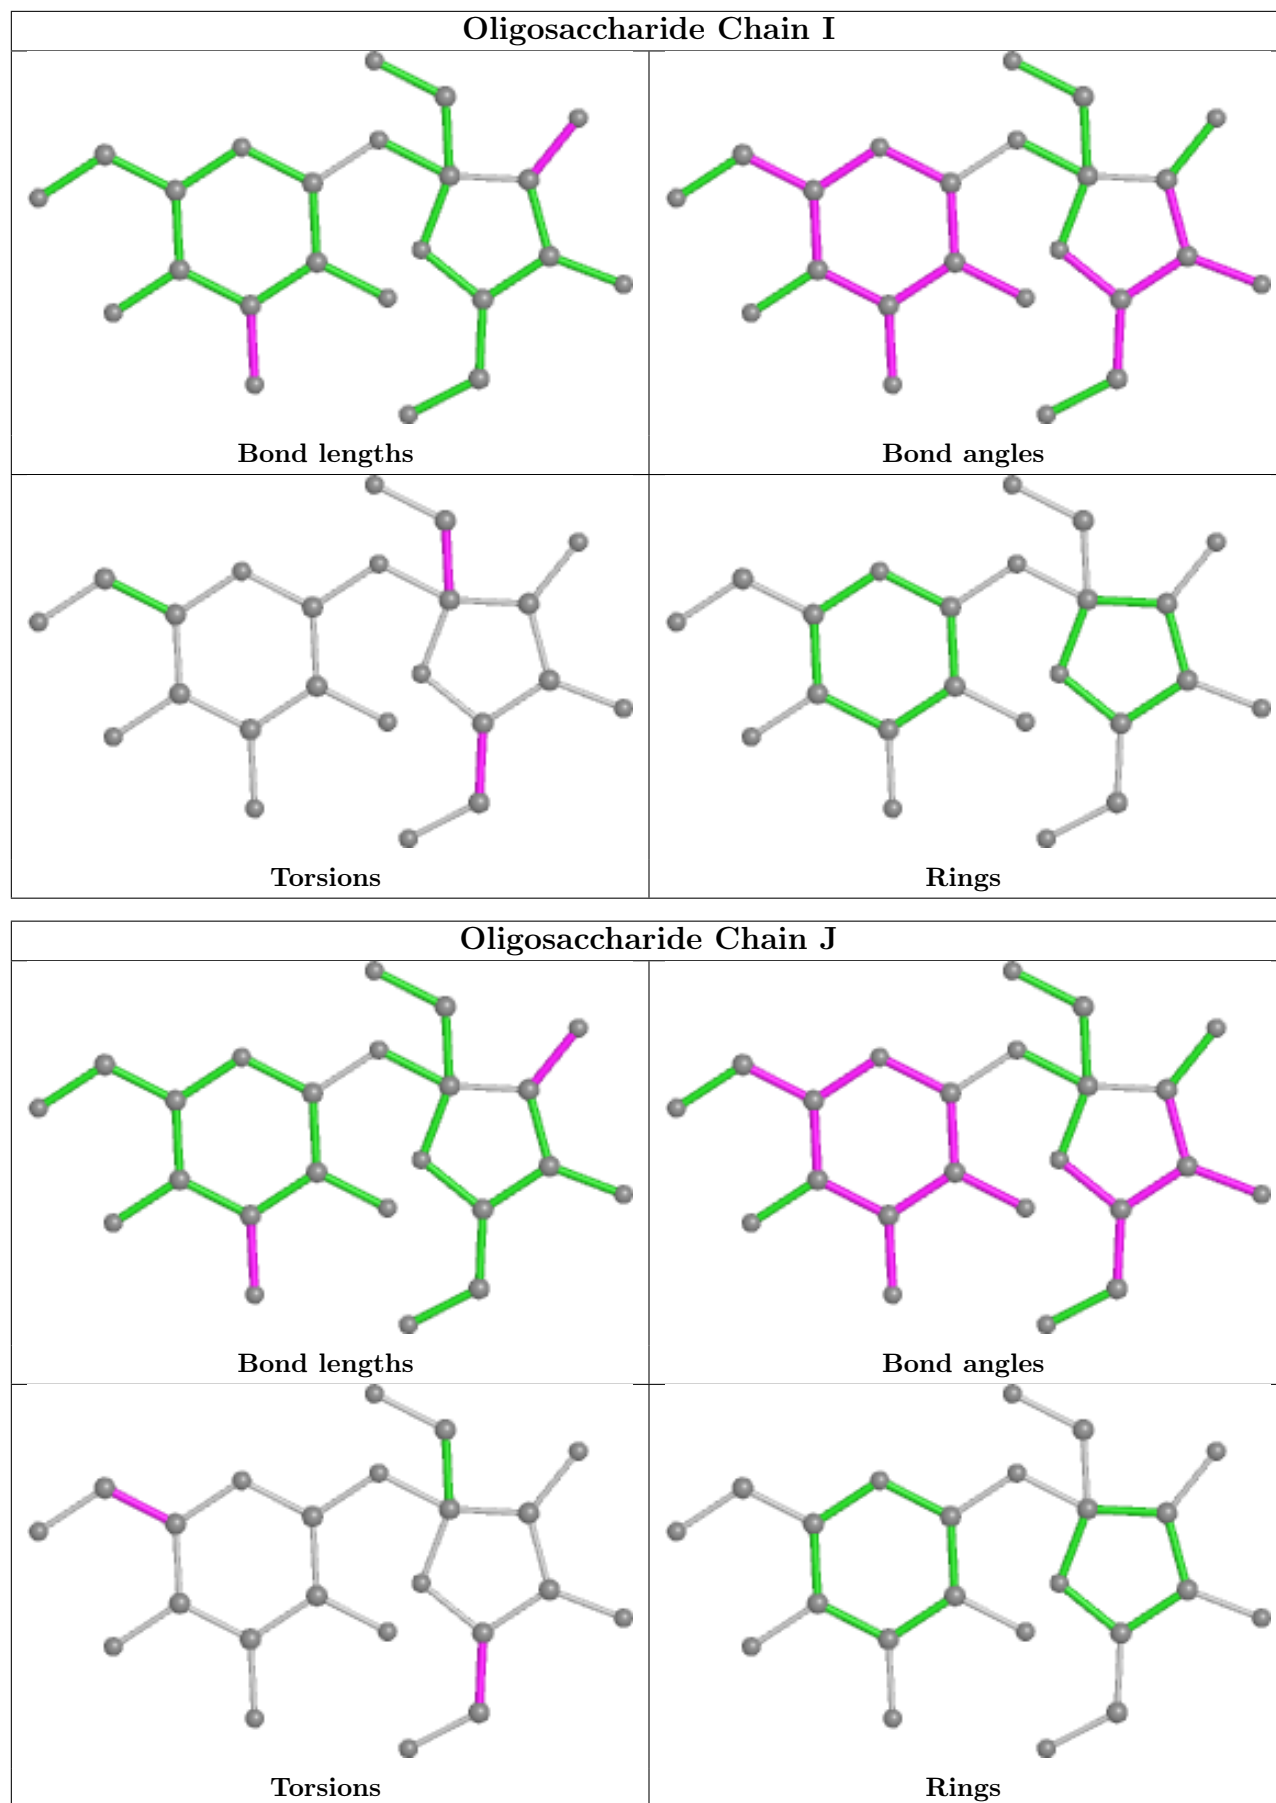 Oligosaccharide Chain I
Bond lengths
Bond angles
Torsions
Rings
Oligosaccharide Chain J
Bond lengths
Bond angles
Torsions
Rings